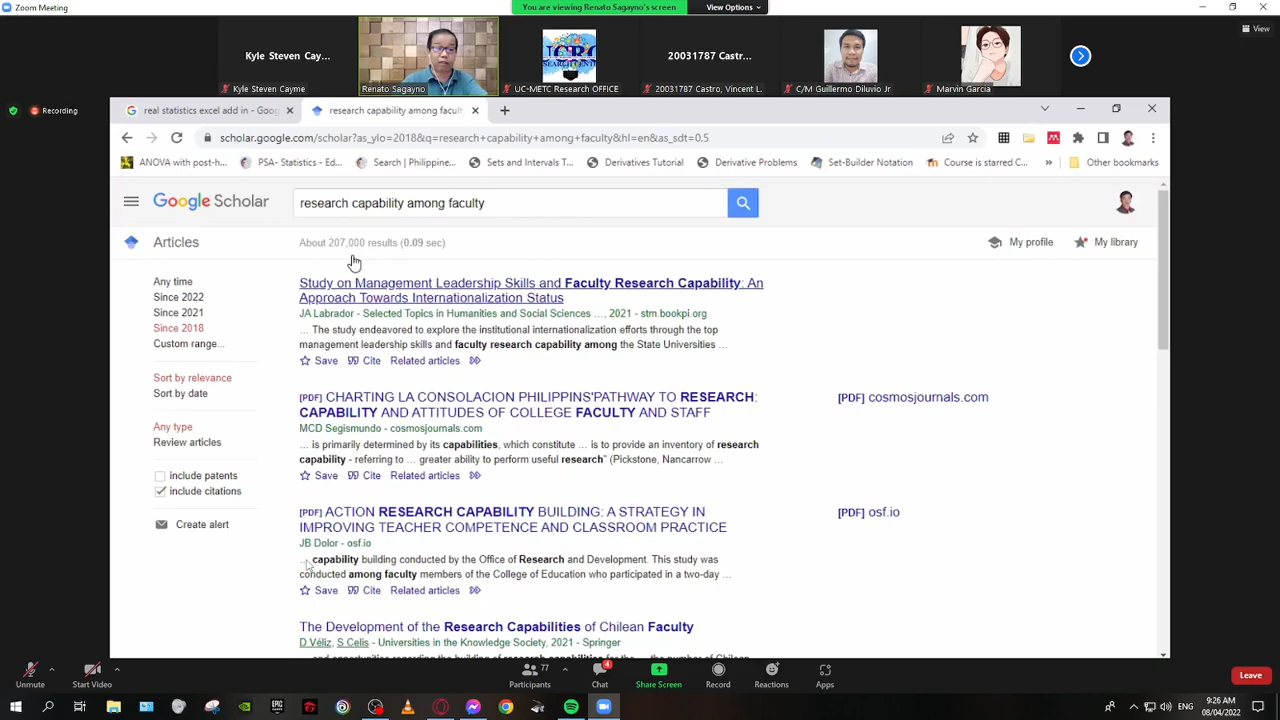 Zoom Meeting
You are viewing Renato Sagayno's screen
View Options
View
Recording
Kyle Steven Cay...
Kyle Steven Cayme
Renato Sagayno
UC-METC RESEARCH OFFICE
20031787 Castr...
20031787 Castro, Vincent L.
C/M Guillermo Diluvio Jr
Marvin Garcia
real statistics excel add in - Goog
research capability among facult
scholar.google.com/scholar?as_ylo=2018&q=research+capability+among+faculty&hl=en&as_sdt=0.5
ANOVA with post-h...
PSA- Statistics - Ed...
Search | Philippine...
Sets and Intervals T...
Derivatives Tutorial
Derivative Problems
Set-Builder Notation
Course is starred C...
Other bookmarks
Google Scholar
research capability among faculty
Articles
About 207,000 results (0.09 sec)
My profile
My library
Any time
Since 2022
Since 2021
Since 2018
Custom range...
Sort by relevance
Sort by date
Any type
Review articles
include patents
include citations
Create alert
Study on Management Leadership Skills and Faculty Research Capability: An
Approach Towards Internationalization Status
JA Labrador - Selected Topics in Humanities and Social Sciences ..., 2021 - stm.bookpi.org
... The study endeavored to explore the institutional internationalization efforts through the top
management leadership skills and faculty research capability among the State Universities ...
Save Cite Related articles
[PDF] CHARTING LA CONSOLACION PHILIPPINS'PATHWAY TO RESEARCH:
CAPABILITY AND ATTITUDES OF COLLEGE FACULTY AND STAFF
MCD Segismundo - cosmosjournals.com
... is primarily determined by its capabilities, which constitute ... is to provide an inventory of research
capability - referring to ... greater ability to perform useful research” (Pickstone, Nancarrow ...
Save Cite Related articles
[PDF] cosmosjournals.com
[PDF] ACTION RESEARCH CAPABILITY BUILDING: A STRATEGY IN
IMPROVING TEACHER COMPETENCE AND CLASSROOM PRACTICE
JB Dolor - osf.io
... capability building conducted by the Office of Research and Development. This study was
conducted among faculty members of the College of Education who participated in a two-day ...
Save Cite Related articles
[PDF] osf.io
The Development of the Research Capabilities of Chilean Faculty
D Véliz, S Celis - Universities in the Knowledge Society, 2021 - Springer
Unmute
Start Video
77
Participants
4
Chat
Share Screen
Record
Reactions
Apps
Leave
EPIC
ENG
9:26 AM
08/04/2022